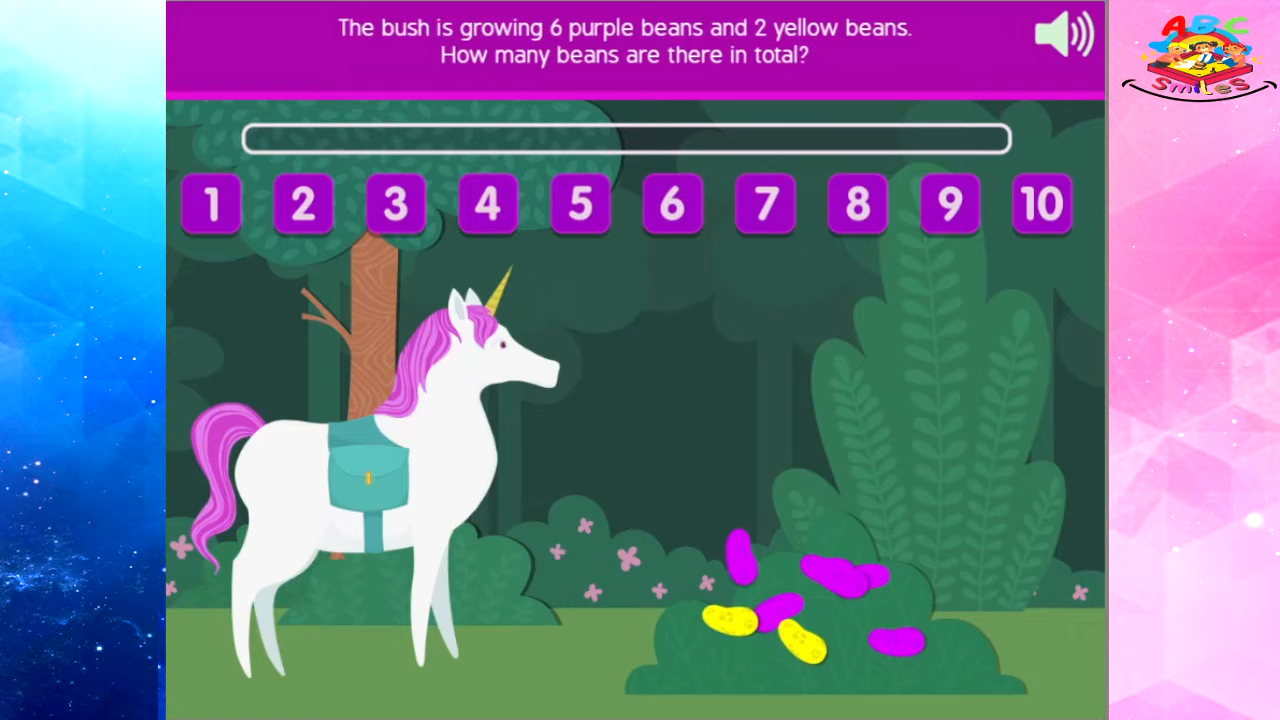 The bush is growing 6 purple beans and 2 yellow beans.
How many beans are there in total?
ABC
SmiLeS
1 2 3 4 5 6 7 8 9 10